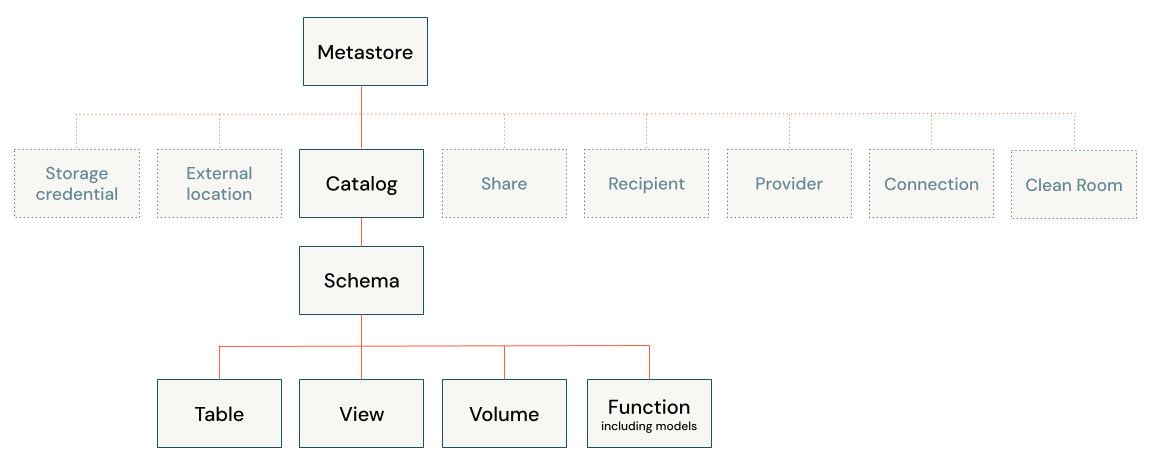 Metastore
Storage
credential
External
location
Catalog
Share
Recipient
Provider
Connection
Clean Room
Schema
Table
View
Volume
Function
including models